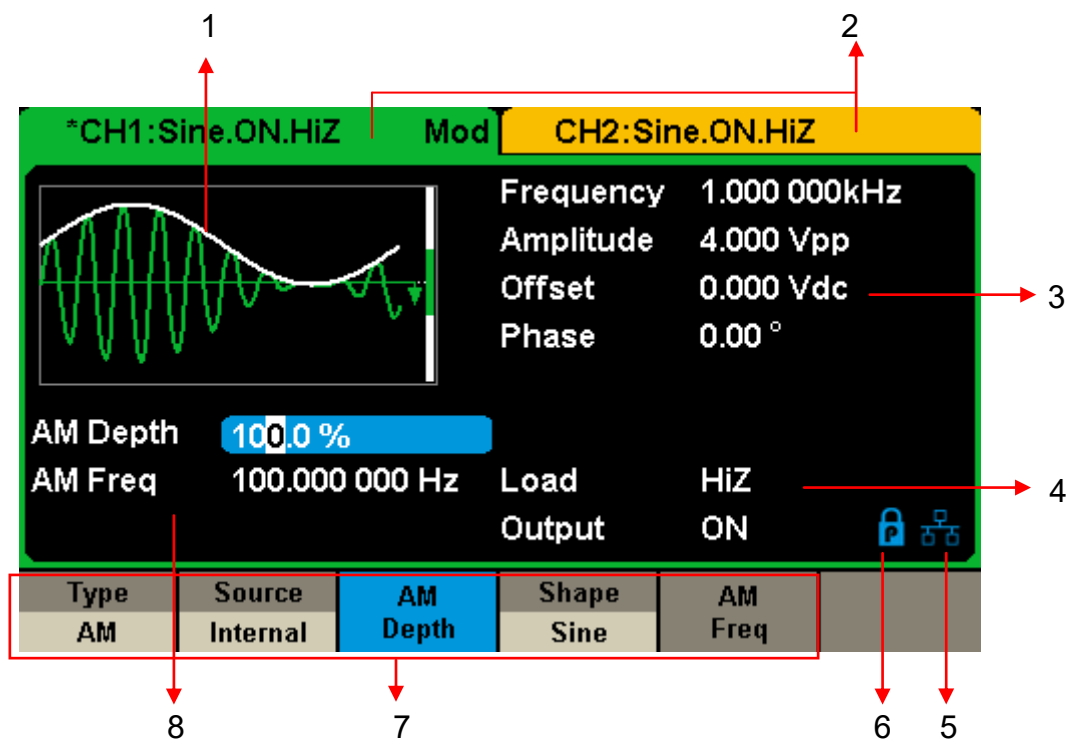 1
2
*CH1:Sine.ON.HiZ Mod
CH2:Sine.ON.HiZ
Frequency 1.000 000kHz
Amplitude 4.000 Vpp
Offset 0.000 Vdc
3
Phase 0.00 °
AM Depth 100.0 %
AM Freq 100.000 000 Hz
Load HiZ
4
Output ON
P
Type
AM
Source
Internal
AM
Depth
Shape
Sine
AM
Freq
8
7
6
5